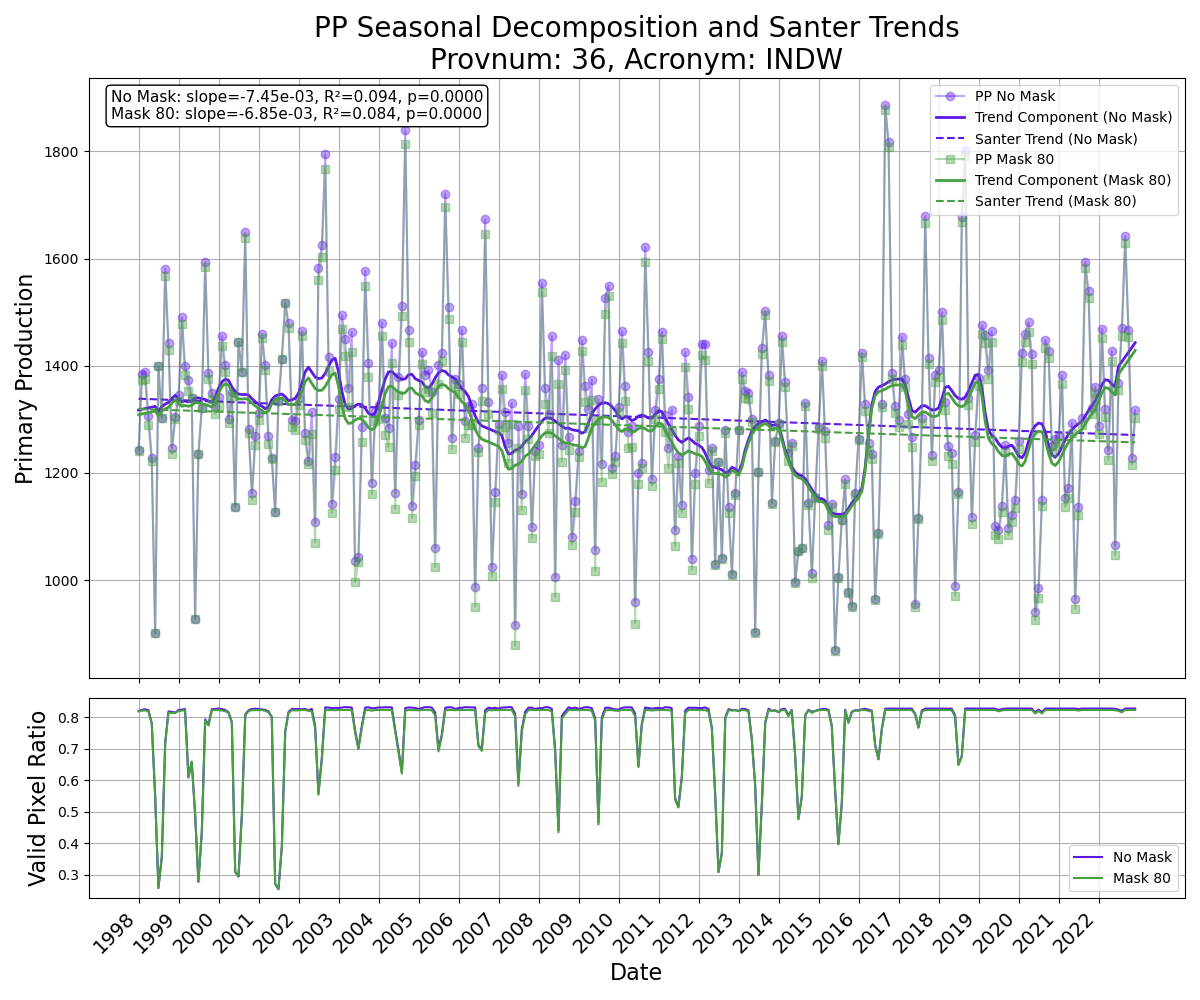 PP Seasonal Decomposition and Santer Trends
Provnum: 36, Acronym: INDW
No Mask: slope=-7.45e-03, R²=0.094, p=0.0000
Mask 80: slope=-6.85e-03, R²=0.084, p=0.0000
PP No Mask
Trend Component (No Mask)
Santer Trend (No Mask)
PP Mask 80
Trend Component (Mask 80)
Santer Trend (Mask 80)
Primary Production
1800
1600
1400
1200
1000
Valid Pixel Ratio
0.8
0.7
0.6
0.5
0.4
0.3
No Mask
Mask 80
1998 1999 2000 2001 2002 2003 2004 2005 2006 2007 2008 2009 2010 2011 2012 2013 2014 2015 2016 2017 2018 2019 2020 2021 2022
Date